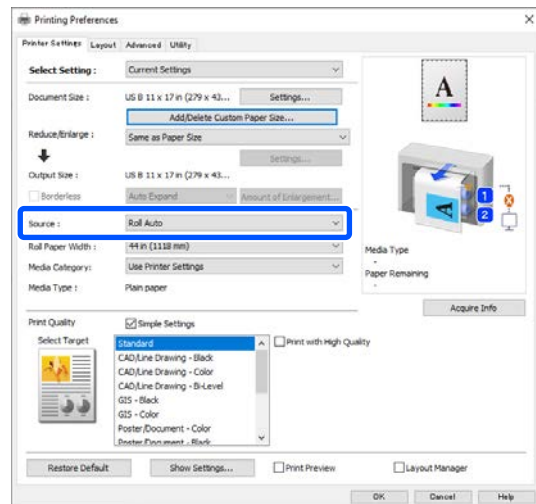 Printing Preferences
Printer Settings Layout Advanced Utility
Select Setting : Current Settings
Document Size : US B 11 x 17 in (279 x 43... Settings...
Add/Delete Custom Paper Size...
Reduce/Enlarge : Same as Paper Size
Settings...
Output Size : US B 11 x 17 in (279 x 43...
Borderless Auto Expand Amount of Enlargement...
Source : Roll Auto
Roll Paper Width : 44 in (1118 mm)
Media Category: Use Printer Settings
Media Type : Plain paper
A
A
1
2
Media Type
-
Paper Remaining
-
Acquire Info
Print Quality Simple Settings
Select Target
Standard
Print with High Quality
CAD/Line Drawing - Black
CAD/Line Drawing - Color
CAD/Line Drawing - Bi-Level
GIS - Black
GIS - Color
Poster/Document - Color
Poster/Document - Black
Restore Default Show Settings... Print Preview Layout Manager
OK Cancel Help